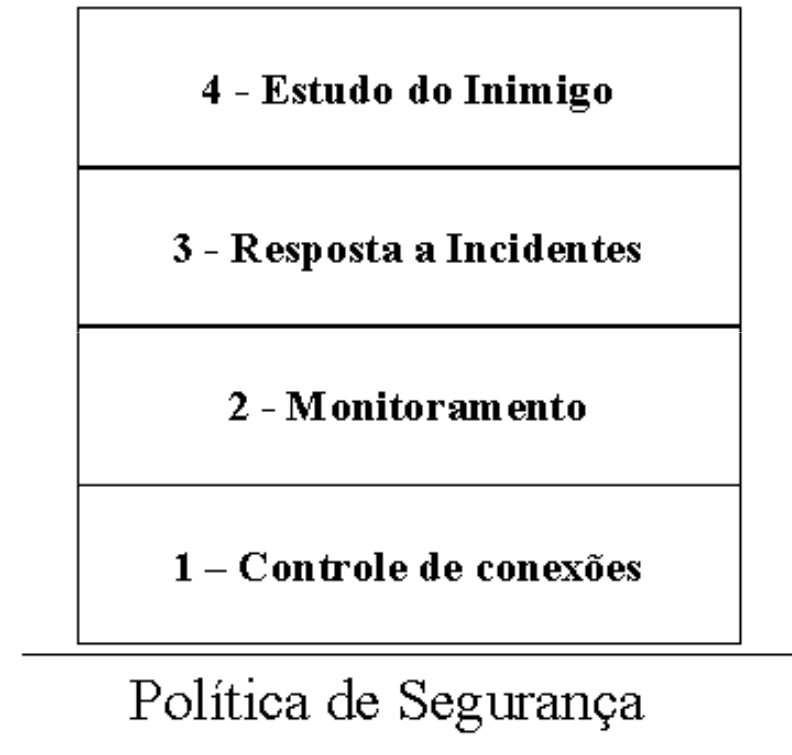 4 - Estudo do Inimigo
3 - Resposta a Incidentes
2 - Monitoramento
1 – Controle de conexões
Política de Segurança